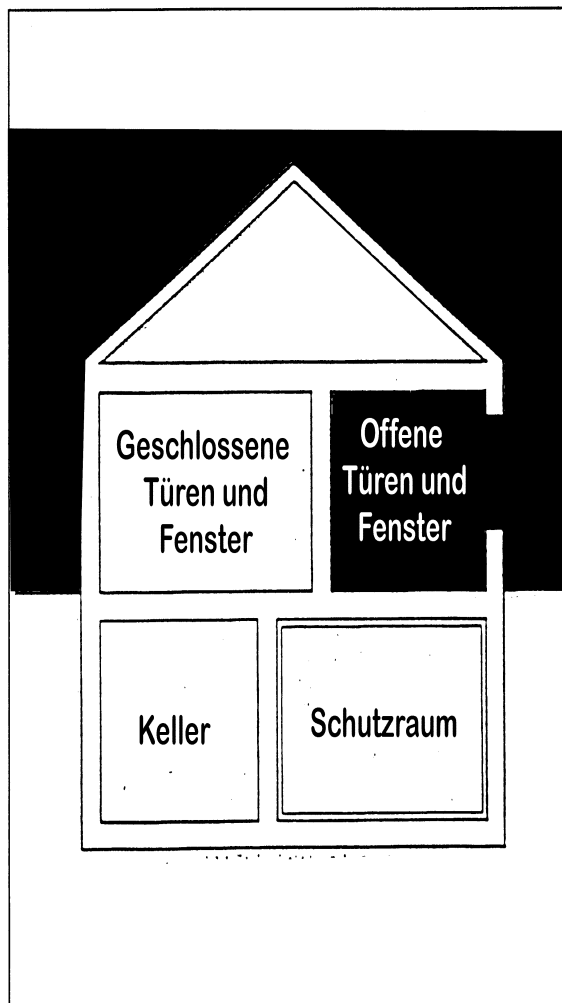 Geschlossene
Türen und
Fenster
Offene
Türen und
Fenster
Keller
Schutzraum